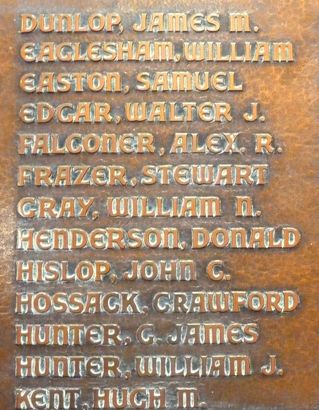 DUNLOP, JAMES M.
EAGLESHAM, WILLIAM
EASTON, SAMUEL
EDGAR, WALTER J.
FALCONER, ALEX. R.
FRAZER, STEWART
GRAY, WILLIAM N.
HENDERSON, DONALD
HISLOP, JOHN C.
HOSSACK, CRAWFORD
HUNTER, G. JAMES
HUNTER, WILLIAM J.
KENT, HUGH M.